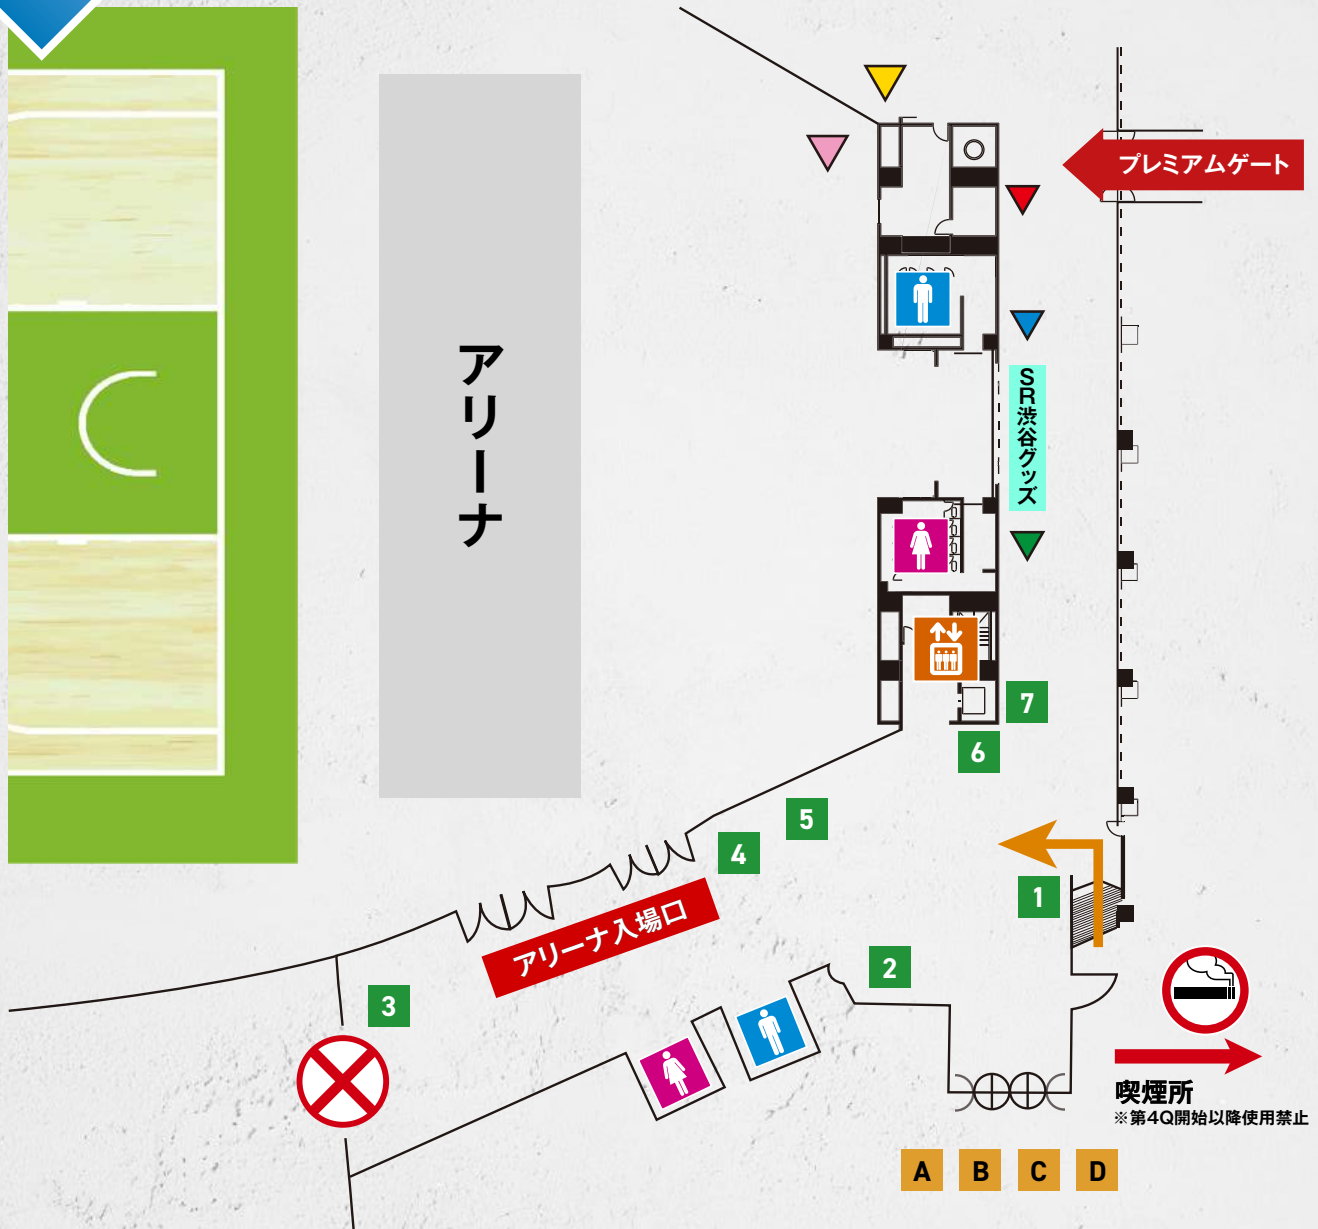 プレミアムゲート
アリーナ
SR渋谷グッズ
7
6
5
4
1
アリーナ入場口
2
3
喫煙所
※第4Q開始以降使用禁止
A B C D